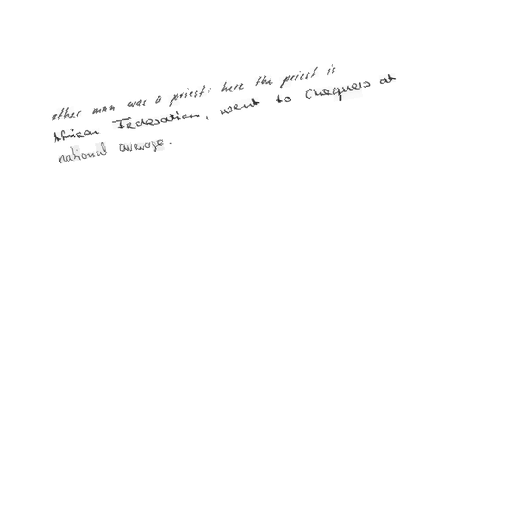 other man was a priest: here the priest is
African Federation, went to Chequers at
national average.